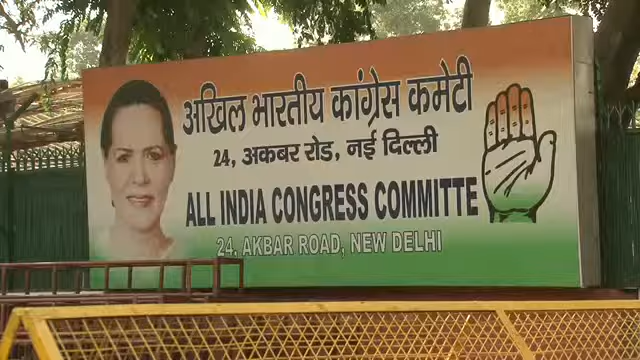 अखिल भारतीय कांग्रेस कमेटी
24, अकबर रोड, नई दिल्ली
ALL INDIA CONGRESS COMMITTE
24, AKBAR ROAD, NEW DELHI